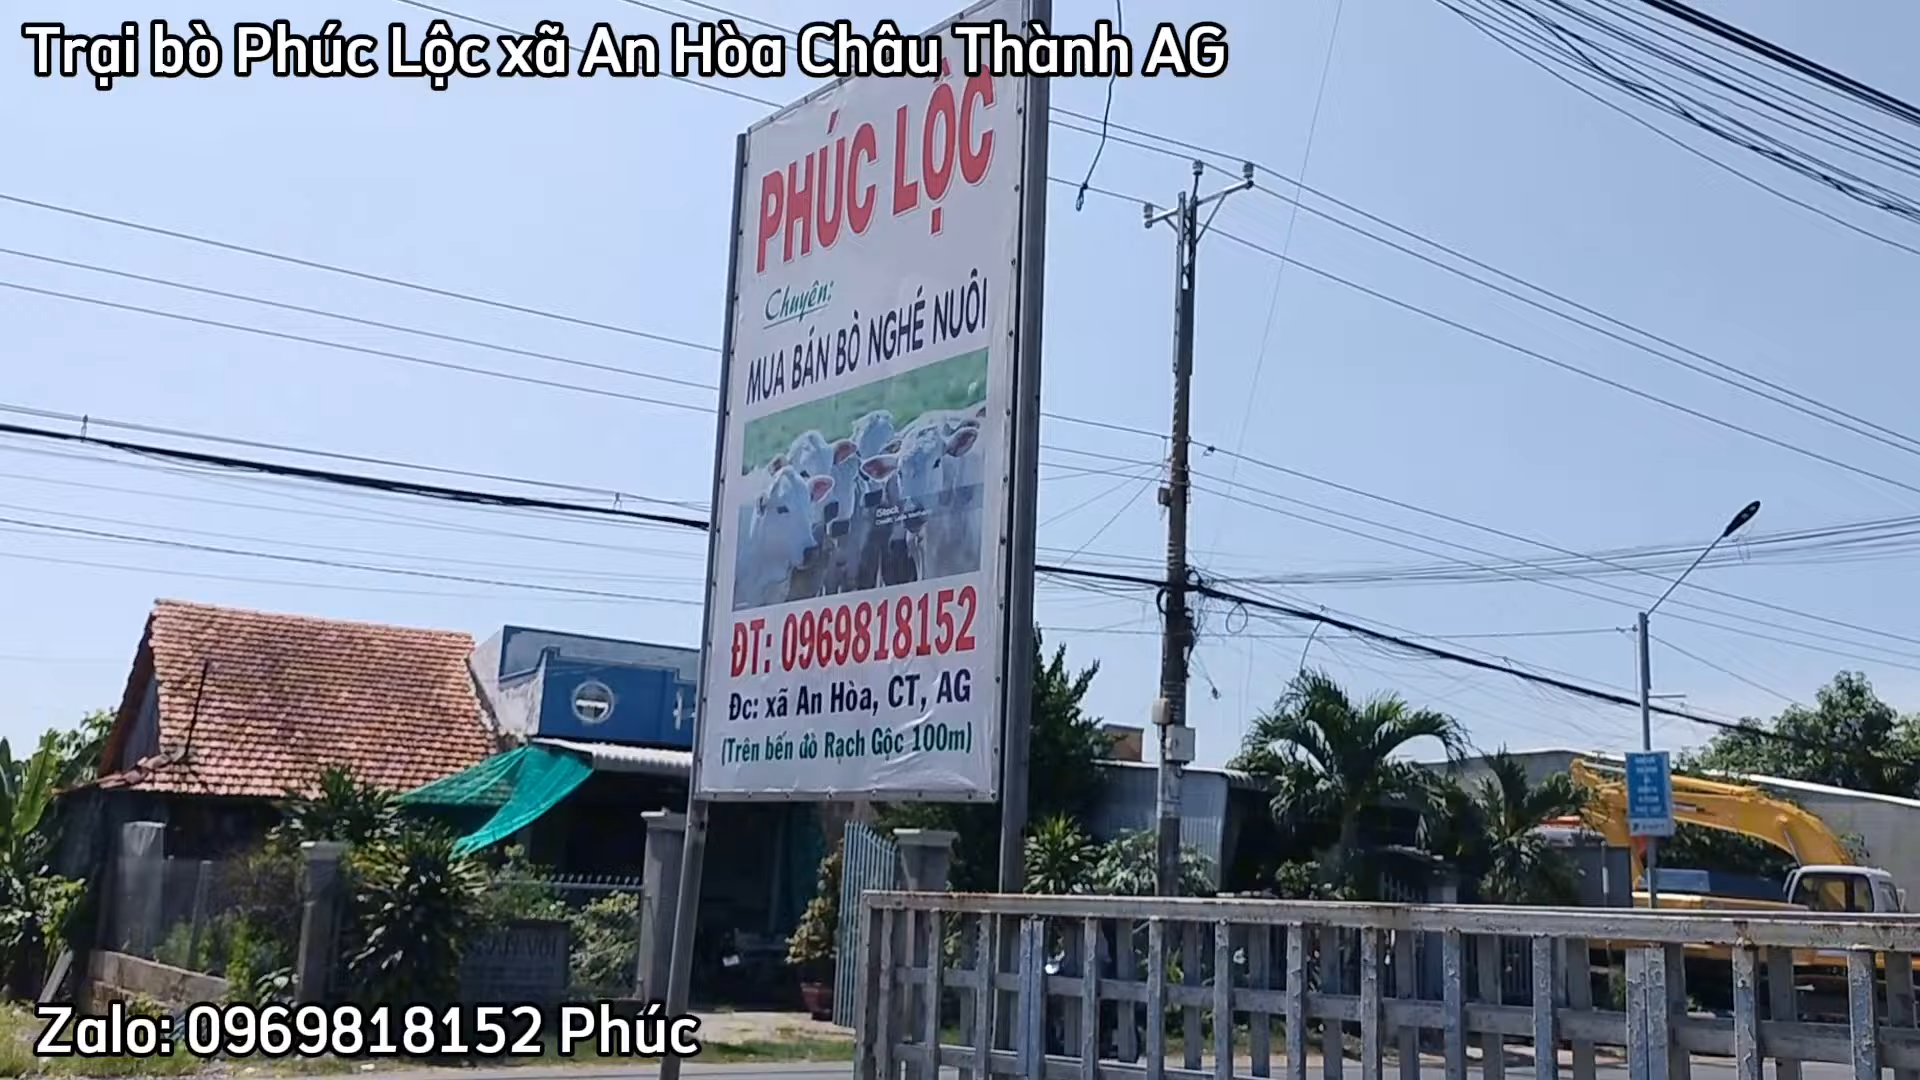 Trại bò Phúc Lộc xã An Hòa Châu Thành AG
PHÚC LỘC
Chuyên:
MUA BÁN BÒ NGHÉ NUÔI
iStock
ĐT: 0969818152
Đc: xã An Hòa, CT, AG
(Trên bến đò Rạch Gộc 100m)
Zalo: 0969818152 Phúc